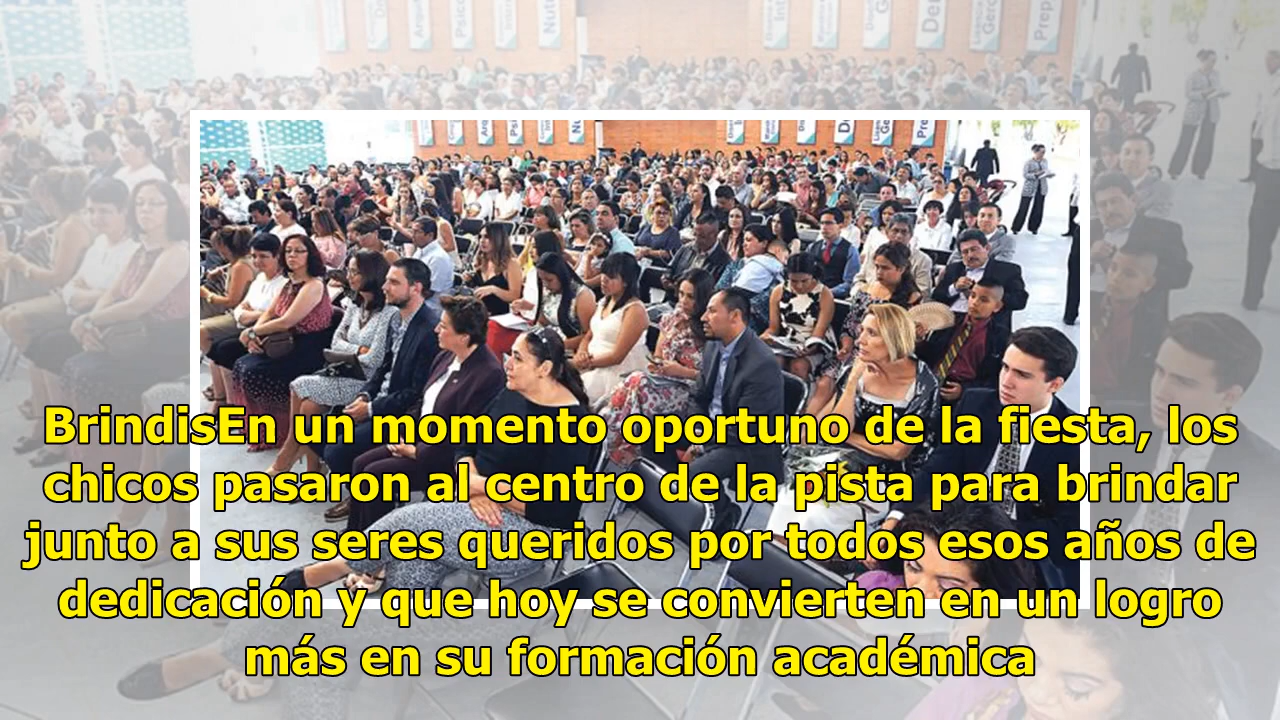 BrindisEn un momento oportuno de la fiesta, los
chicos pasaron al centro de la pista para brindar
junto a sus seres queridos por todos esos años de
dedicación y que hoy se convierten en un logro
más en su formación académica